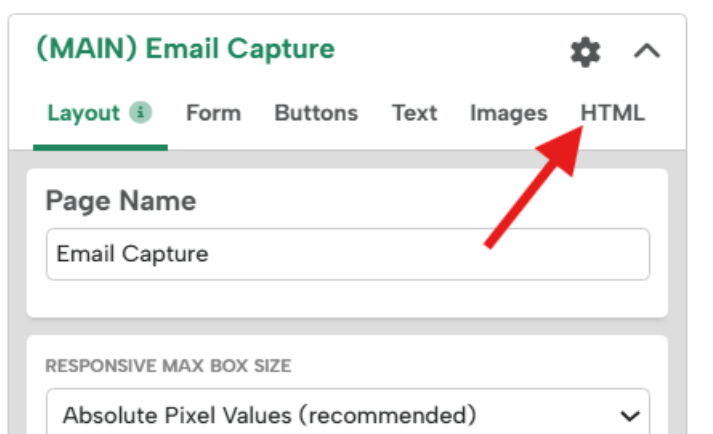 (MAIN) Email Capture
Layout i Form Buttons Text Images HTML
Page Name
Email Capture
RESPONSIVE MAX BOX SIZE
Absolute Pixel Values (recommended)